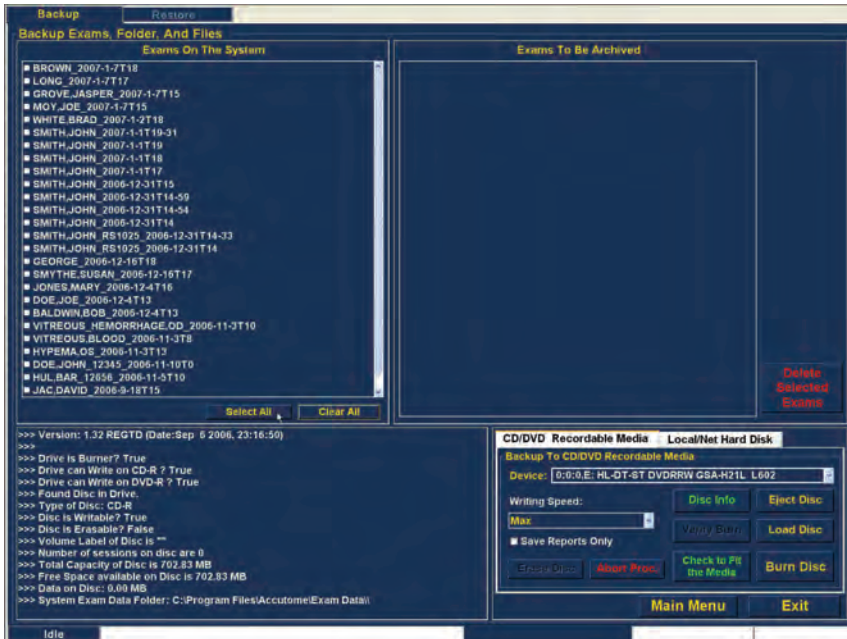 Backup
Restore
Backup Exams, Folder, And Files
Exams On The System
BROWN_2007-1-7T18
LONG_2007-1-7T17
GROVE,JASPER_2007-1-7T15
MOY,JOE_2007-1-7T15
WHITE,BRAD_2007-1-2T18
SMITH,JOHN_2007-1-1T19-31
SMITH,JOHN_2007-1-1T19
SMITH,JOHN_2007-1-1T18
SMITH,JOHN_2007-1-1T17
SMITH,JOHN_2006-12-31T15
SMITH,JOHN_2006-12-31T14-59
SMITH,JOHN_2006-12-31T14-54
SMITH,JOHN_2006-12-31T14
SMITH,JOHN_RS1025_2006-12-31T14-33
SMITH,JOHN_RS1025_2006-12-31T14
GEORGE_2006-12-16T18
SMYTHE,SUSAN_2006-12-16T17
JONES,MARY_2006-12-4T16
DOE,JOE_2006-12-4T13
BALDWIN,BOB_2006-12-4T13
VITREOUS_HEMORRHAGE,OD_2006-11-3T10
VITREOUS,BLOOD_2006-11-3T8
HYPEMA,OS_2006-11-3T13
DOE,JOHN_12345_2006-11-10T0
HUL,BAR_12656_2006-11-5T10
JAC,DAVID_2006-9-18T15
Select All
Clear All
Exams To Be Archived
Delete
Selected
Exams
>>> Version: 1.32 REGTD (Date:Sep 6 2006, 23:16:50)
>>>
>>> Drive is Burner? True
>>> Drive can Write on CD-R ? True
>>> Drive can Write on DVD-R ? True
>>> Found Disc in Drive.
>>> Type of Disc: CD-R
>>> Disc is Writable? True
>>> Disc is Erasable? False
>>> Volume Label of Disc is ""
>>> Number of sessions on disc are 0
>>> Total Capacity of Disc is 702.83 MB
>>> Free Space available on Disc is 702.83 MB
>>> Data on Disc: 0.00 MB
>>> System Exam Data Folder: C:\Program Files\Accutome\Exam Data\\
CD/DVD Recordable Media
Local/Net Hard Disk
Backup To CD/DVD Recordable Media
Device: 0:0:0,E: HL-DT-ST DVDRRW GSA-H21L L602
Writing Speed:
Disc Info
Eject Disc
Max
Verify Burn
Load Disc
Save Reports Only
Erase Disc
Abort Proc.
Check to Fit
the Media
Burn Disc
Main Menu
Exit
Idle